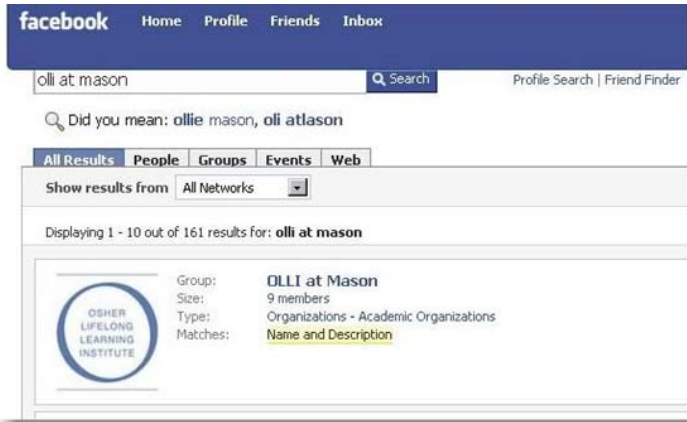 facebook Home Profile Friends Inbox
olli at mason Search Profile Search | Friend Finder
Did you mean: ollie mason, oli atlason
All Results People Groups Events Web
Show results from All Networks
Displaying 1 - 10 out of 161 results for: olli at mason
Group: OLLI at Mason
Size: 9 members
Type: Organizations - Academic Organizations
Matches: Name and Description
OSHER
LIFELONG
LEARNING
INSTITUTE